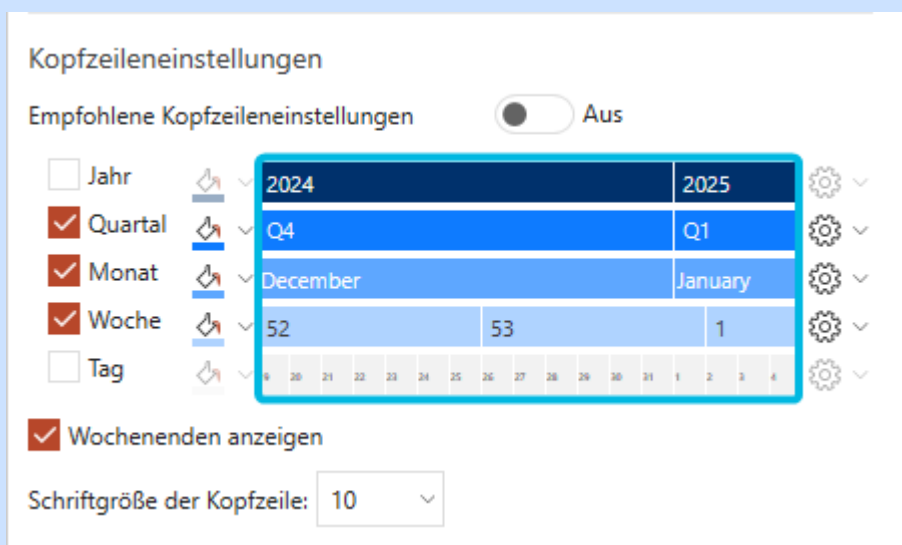 Kopfzeileneinstellungen
Empfohlene Kopfzeileneinstellungen Aus
Jahr 2024 2025
Quartal Q4 Q1
Monat December January
Woche 52 53 1
Tag 9 20 21 22 23 24 25 26 27 28 29 30 31 1 2 3 4
Wochenenden anzeigen
Schriftgröße der Kopfzeile: 10